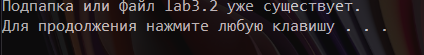 Подпапка или файл lab3.2 уже существует.
Для продолжения нажмите любую клавишу . . .